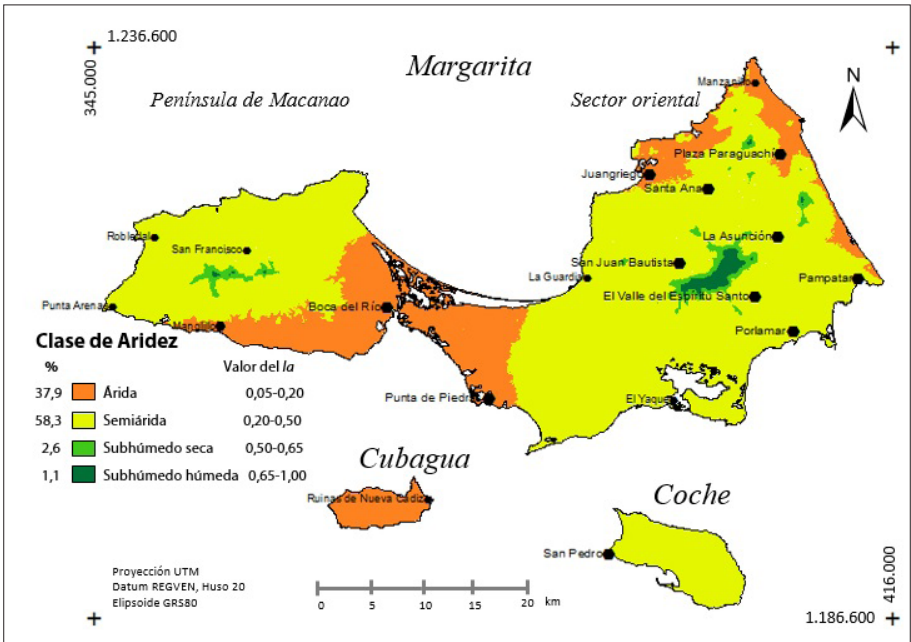 1.236.600
345.000
Margarita
Península de Macanao
Sector oriental
N
Manzanillo
Plaza Paraguachí
Juangriego
Santa Ana
Robledal
San Francisco
La Asunción
San Juan Bautista
La Guardia
Pampatar
Punta Arenas
Boca del Río
El Valle del Espíritu Santo
Manglillo
Porlamar
Clase de Aridez
% Valor del Ia
37,9 Árida 0,05-0,20
58,3 Semiárida 0,20-0,50
2,6 Subhúmedo seca 0,50-0,65
1,1 Subhúmedo húmeda 0,65-1,00
Punta de Piedra
El Yaque
Cubagua
Ruinas de Nueva Cádiz
Coche
San Pedro
Proyección UTM
Datum REGVEN, Huso 20
Elipsoide GRS80
0 5 10 15 20 km
416.000
1.186.600